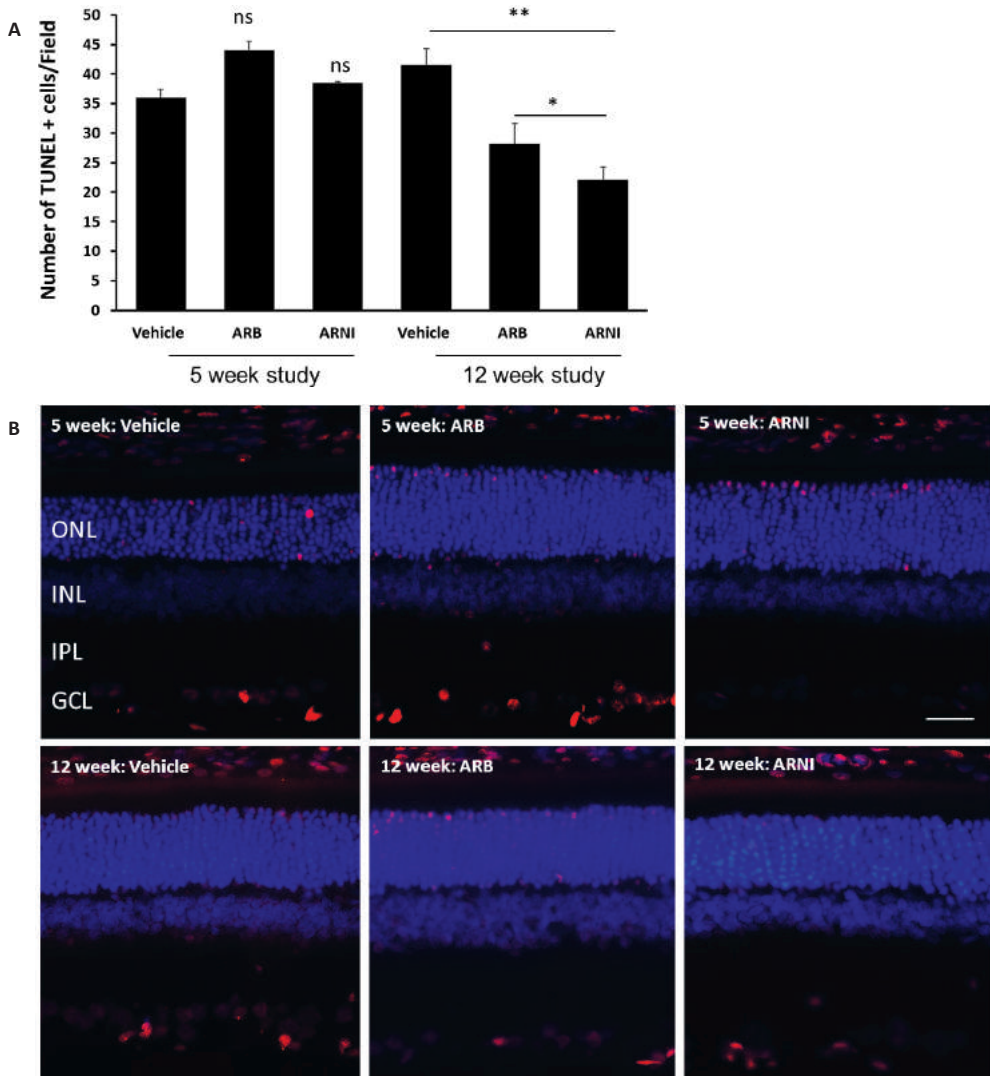 A
Number of TUNEL + cells/Field
50
45
40
35
30
25
20
15
10
5
0
ns
ns
**
*
Vehicle ARB ARNI Vehicle ARB ARNI
5 week study 12 week study
B
5 week: Vehicle 5 week: ARB 5 week: ARNI
ONL
INL
IPL
GCL
12 week: Vehicle 12 week: ARB 12 week: ARNI